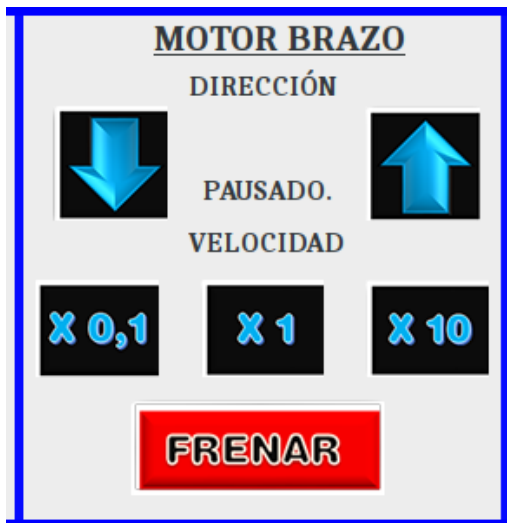 MOTOR BRAZO
DIRECCIÓN
PAUSADO.
VELOCIDAD
X 0,1 X 1 X 10
FRENAR